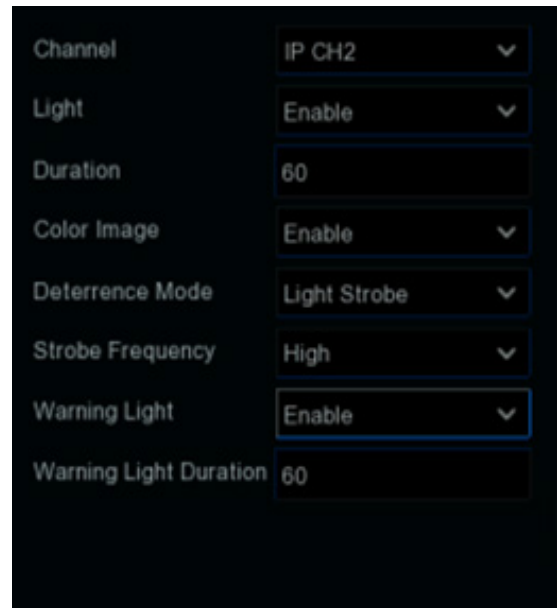 Channel IP CH2
Light Enable
Duration 60
Color Image Enable
Deterrence Mode Light Strobe
Strobe Frequency High
Warning Light Enable
Warning Light Duration 60